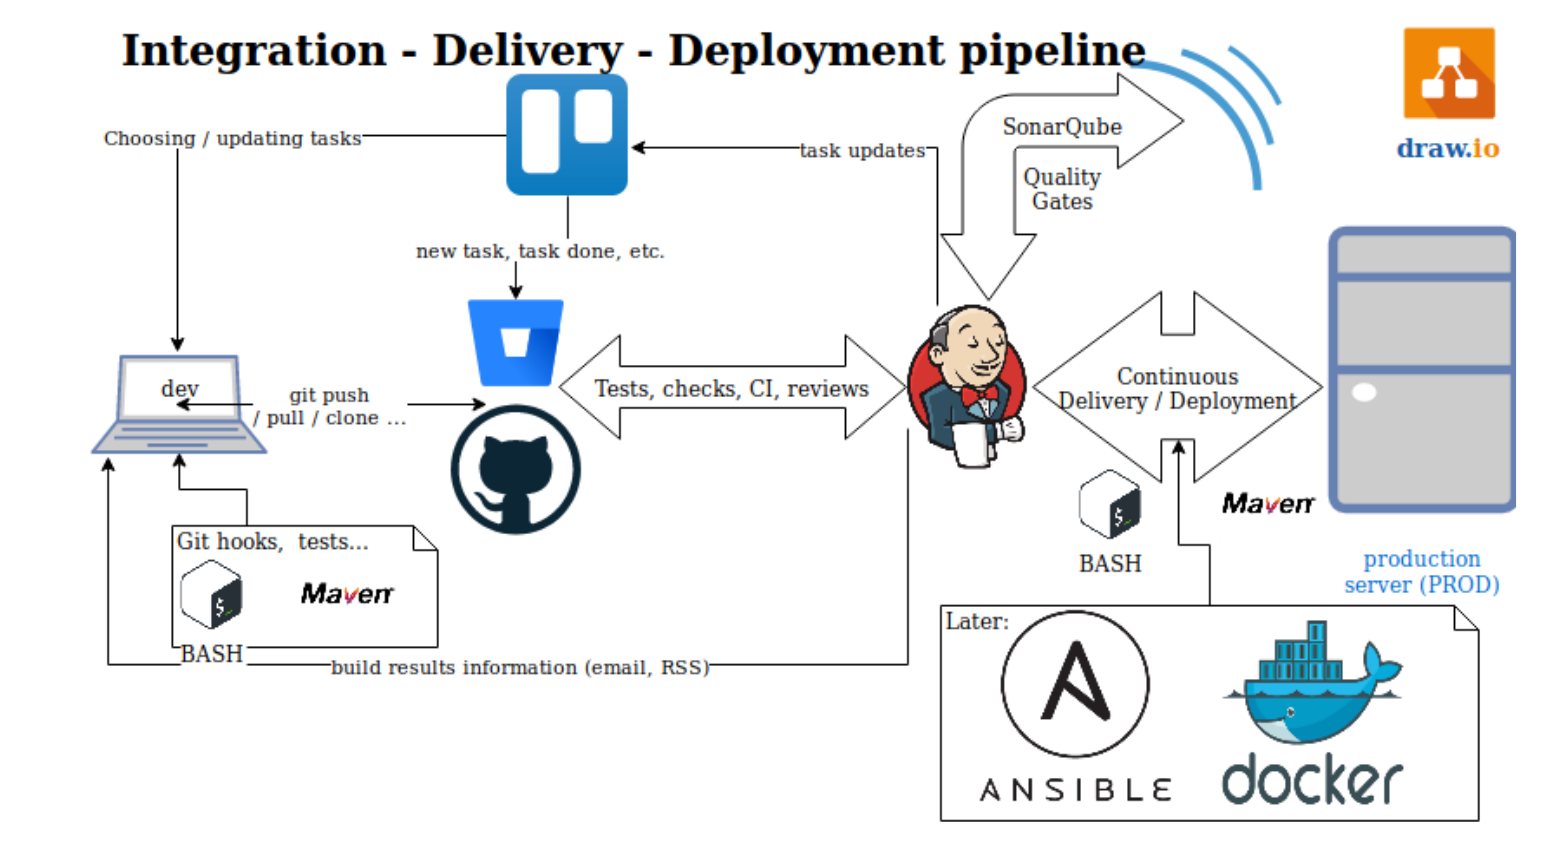 Integration - Delivery - Deployment pipeline
draw.io
Choosing / updating tasks
task updates
SonarQube
Quality
Gates
new task, task done, etc.
dev
git push
/ pull / clone ...
Tests, checks, CI, reviews
Continuous
Delivery / Deployment
$_
BASH
Maven
production
server (PROD)
Git hooks,  tests...
$_
Maven
BASH
build results information (email, RSS)
Later:
ANSIBLE
docker